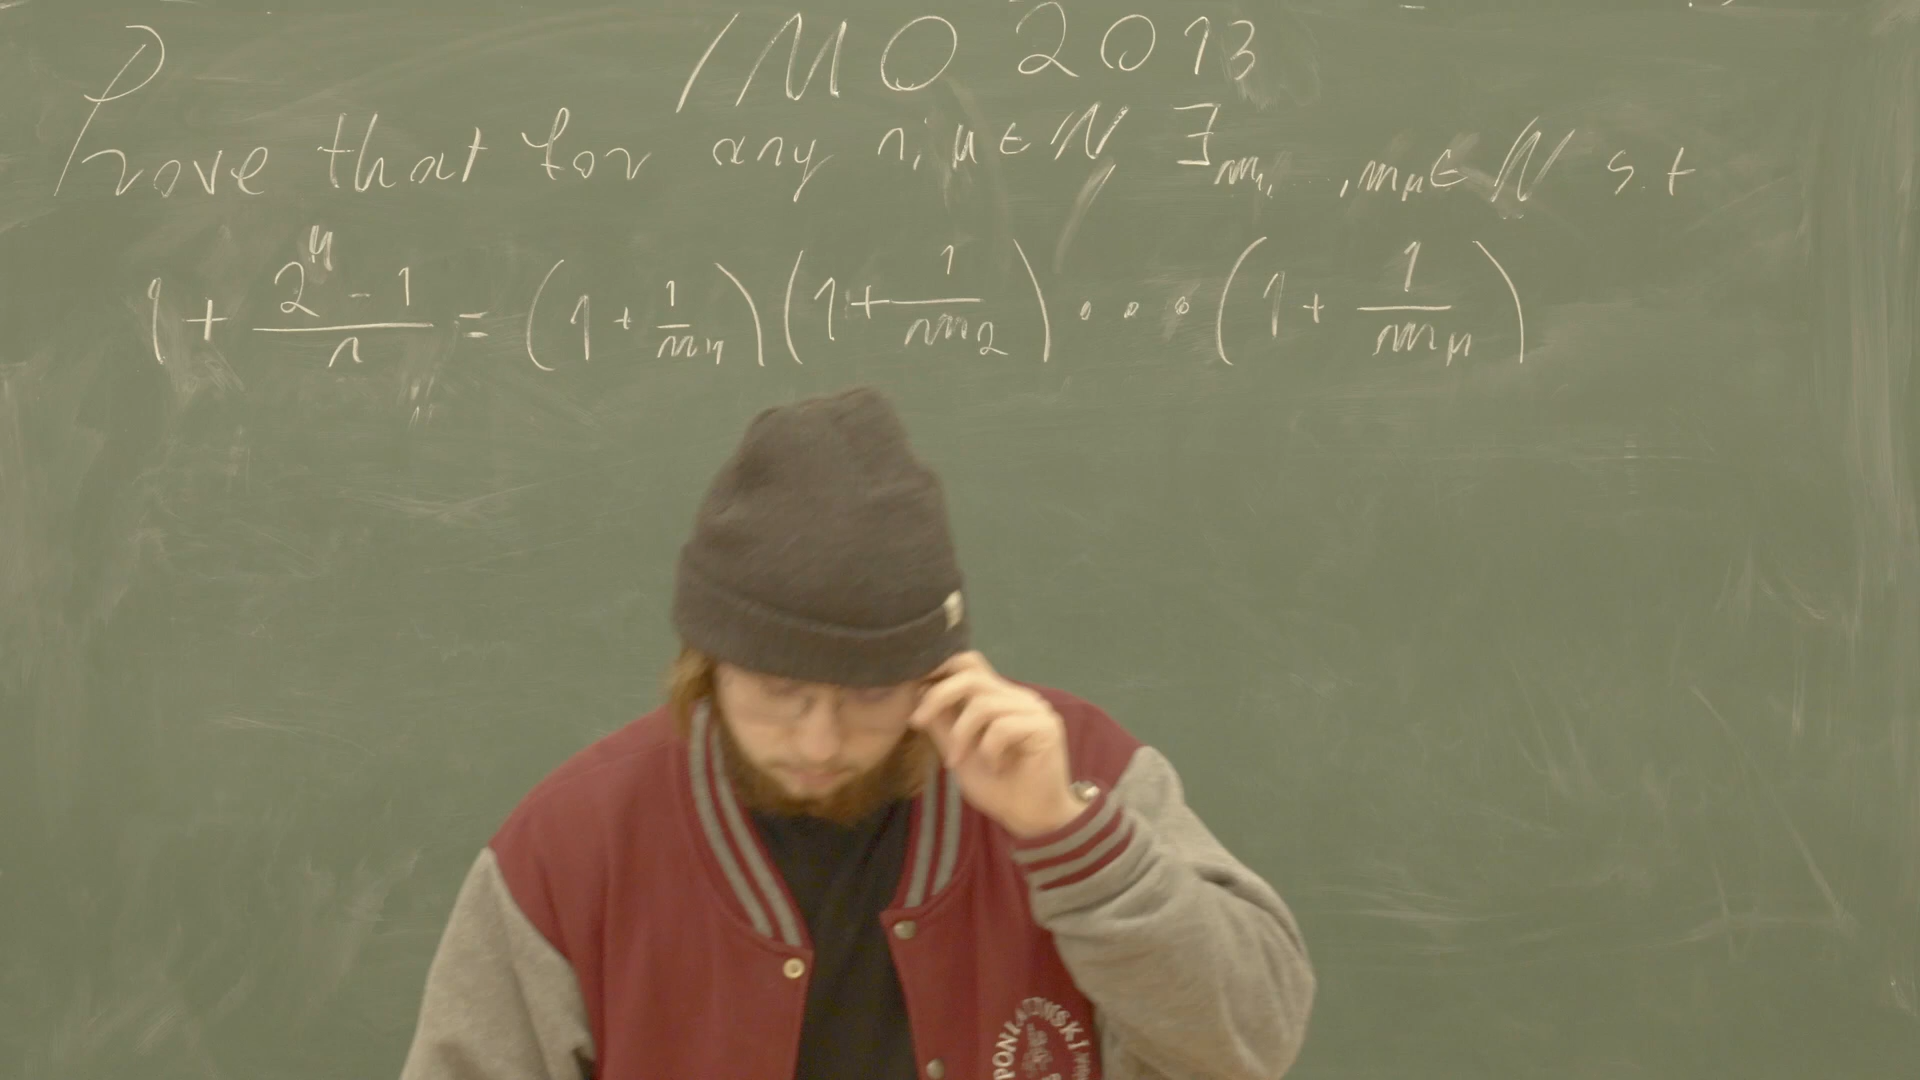 IMO 2013
Prove that for any n, k ∈ ℕ, ∃ m₁, ..., mₖ ∈ ℕ s.t
1 + (2ᵏ - 1)/n = (1 + 1/m₁)(1 + 1/m₂) · · · (1 + 1/mₖ)
PONIATOWSKI